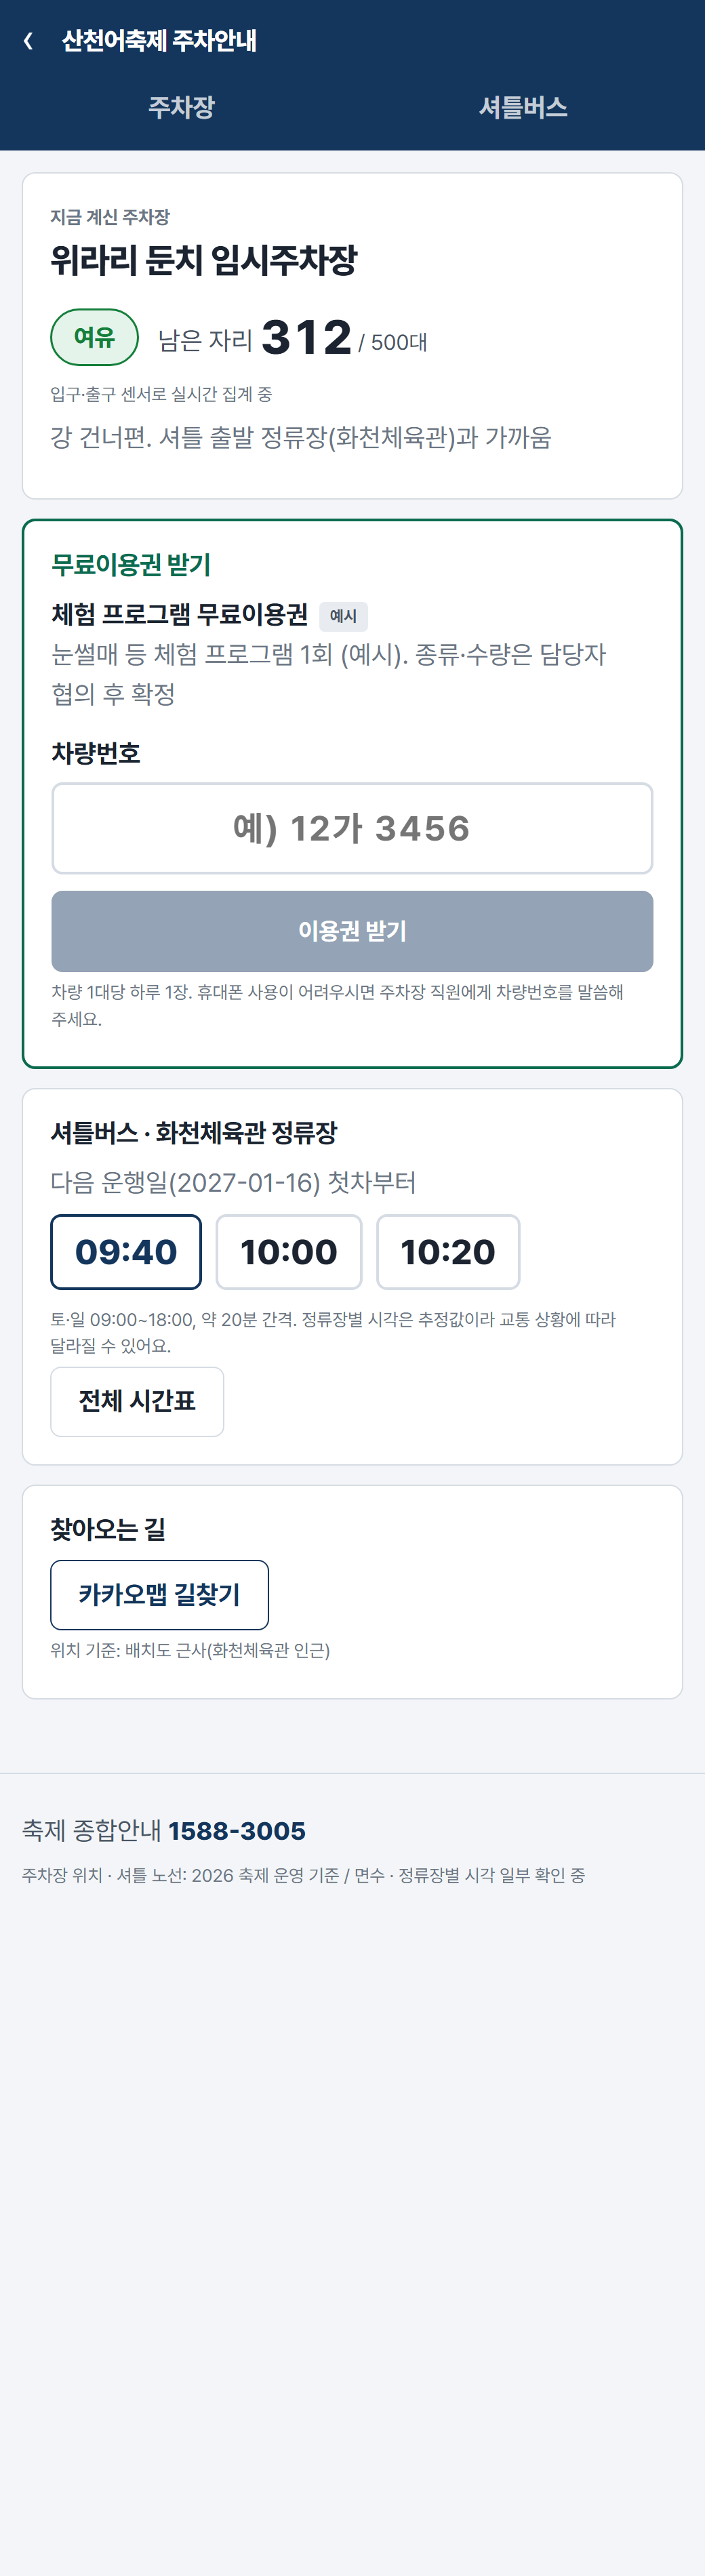 ‹ 산천어축제 주차안내
주차장 셔틀버스
지금 계신 주차장
위라리 둔치 임시주차장
여유 남은 자리 312 / 500대
입구·출구 센서로 실시간 집계 중
강 건너편. 셔틀 출발 정류장(화천체육관)과 가까움
무료이용권 받기
체험 프로그램 무료이용권 예시
눈썰매 등 체험 프로그램 1회 (예시). 종류·수량은 담당자
협의 후 확정
차량번호
예) 12가 3456
이용권 받기
차량 1대당 하루 1장. 휴대폰 사용이 어려우시면 주차장 직원에게 차량번호를 말씀해
주세요.
셔틀버스 · 화천체육관 정류장
다음 운행일(2027-01-16) 첫차부터
09:40 10:00 10:20
토·일 09:00~18:00, 약 20분 간격. 정류장별 시각은 추정값이라 교통 상황에 따라
달라질 수 있어요.
전체 시간표
찾아오는 길
카카오맵 길찾기
위치 기준: 배치도 근사(화천체육관 인근)
축제 종합안내 1588-3005
주차장 위치 · 셔틀 노선: 2026 축제 운영 기준 / 면수 · 정류장별 시각 일부 확인 중